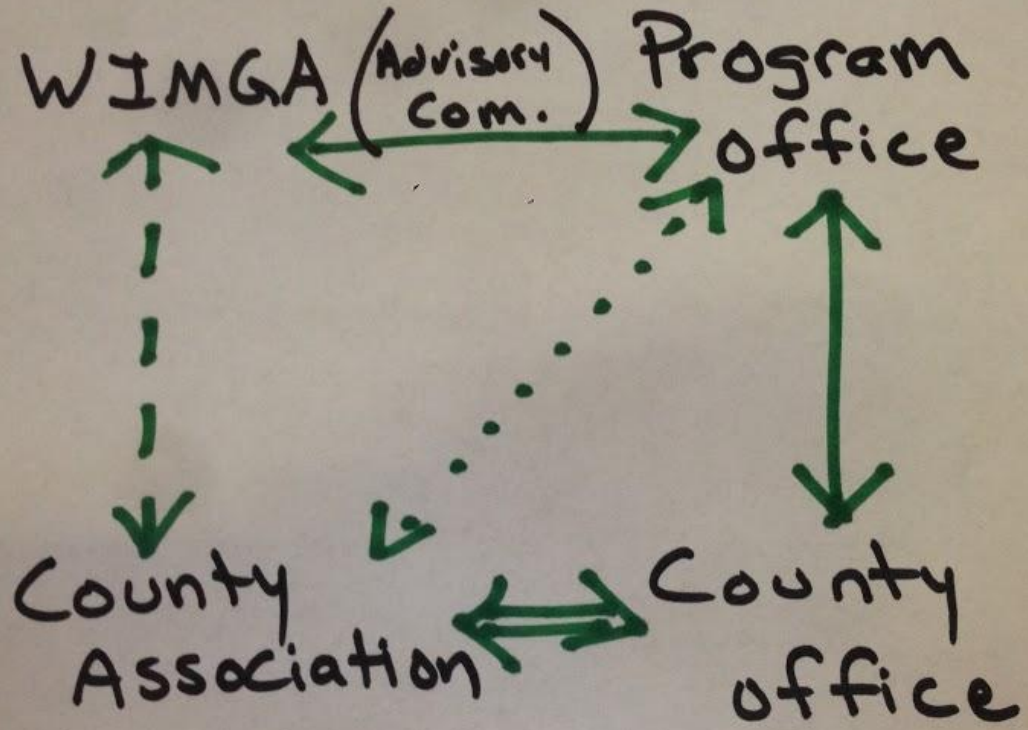 WIMGA (Advisory Com.)
Program office
County Association
County office